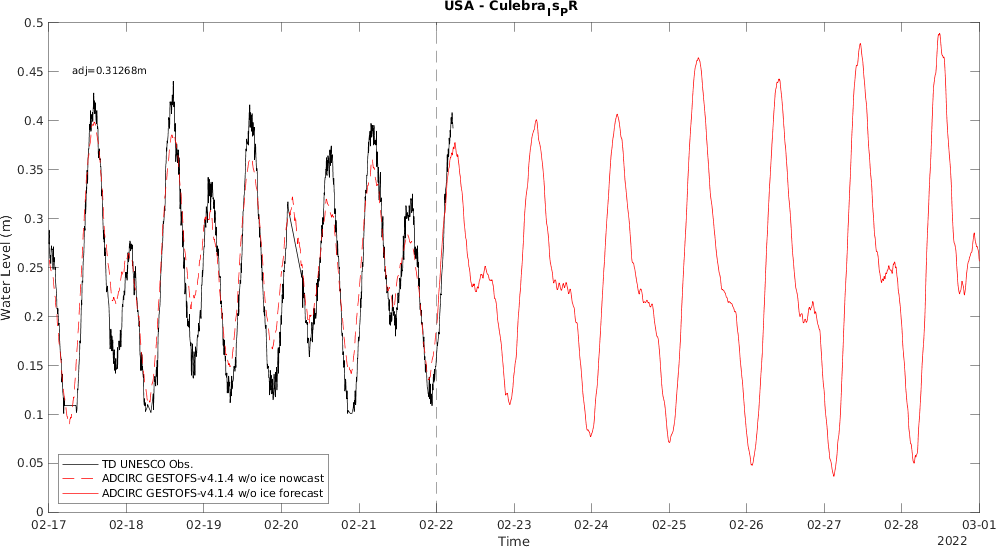 USA - CulebraIsPR
0.5
0.45
0.4
0.35
0.3
0.25
0.2
0.15
0.1
0.05
0
Water Level (m)
adj=0.31268m
TD UNESCO Obs.
ADCIRC GESTOFS-v4.1.4 w/o ice nowcast
ADCIRC GESTOFS-v4.1.4 w/o ice forecast
02-17 02-18 02-19 02-20 02-21 02-22 02-23 02-24 02-25 02-26 02-27 02-28 03-01
Time
2022